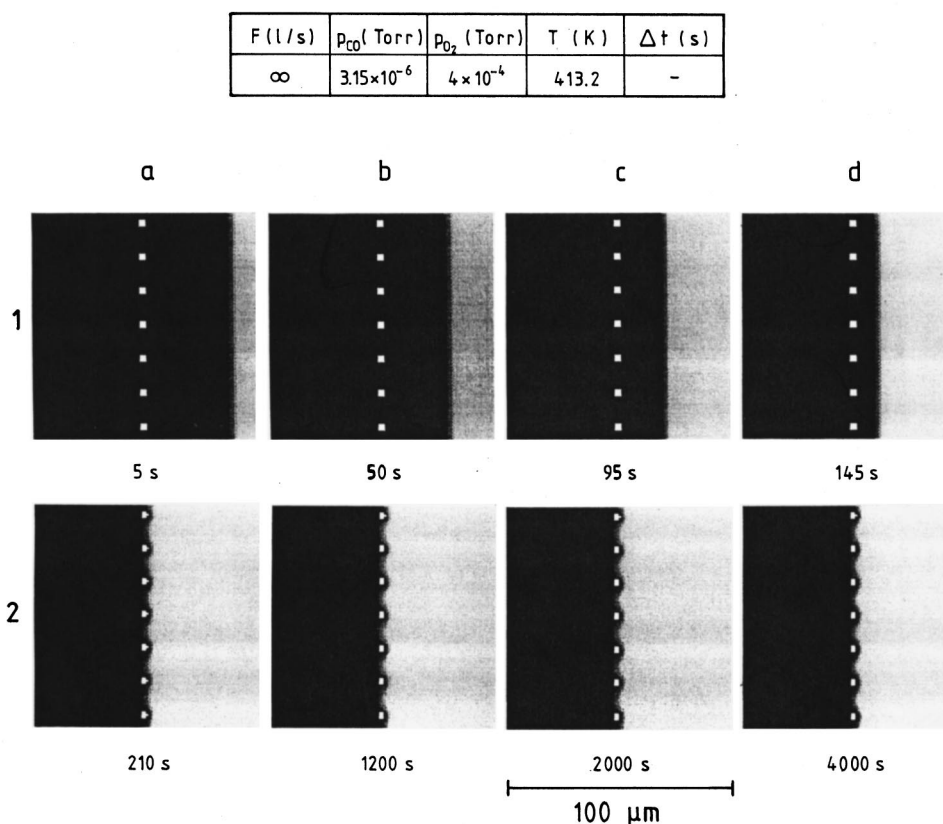 F (l/s) p_CO (Torr) p_O₂ (Torr) T (K) Δt (s)
∞ 3.15×10⁻⁶ 4×10⁻⁴ 413.2 -
a b c d
1
5 s 50 s 95 s 145 s
2
210 s 1200 s 2000 s 4000 s
100 µm